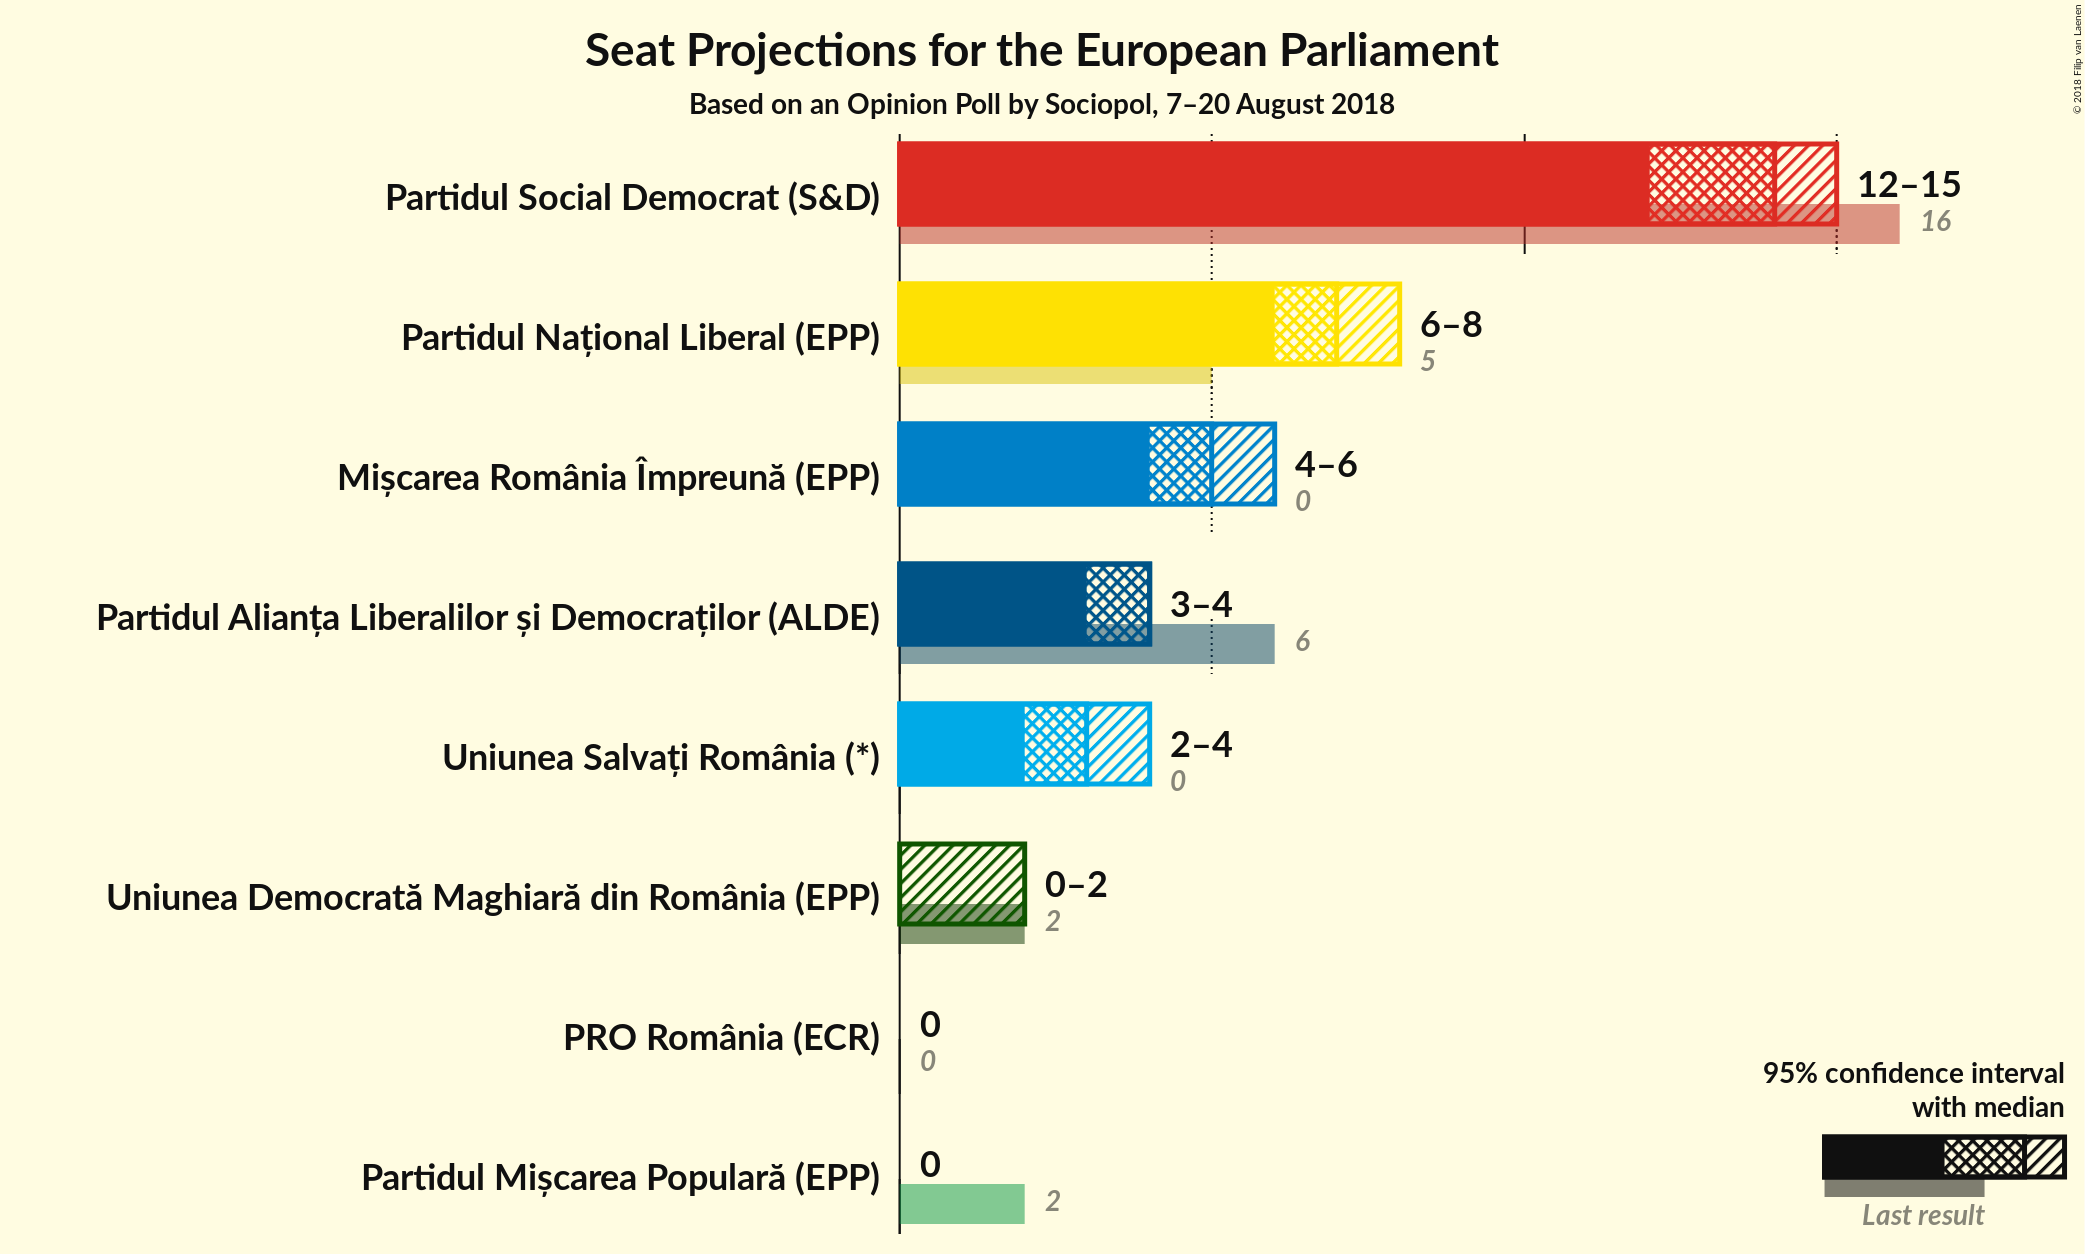 Seat Projections for the European Parliament
Based on an Opinion Poll by Sociopol, 7–20 August 2018
© 2018 Filip van Laenen
Partidul Social Democrat (S&D)
12–15
16
Partidul Național Liberal (EPP)
6–8
5
Mișcarea România Împreună (EPP)
4–6
0
Partidul Alianța Liberalilor și Democraților (ALDE)
3–4
6
Uniunea Salvați România (*)
2–4
0
Uniunea Democrată Maghiară din România (EPP)
0–2
2
PRO România (ECR)
0
0
Partidul Mișcarea Populară (EPP)
0
2
95% confidence interval
with median
Last result